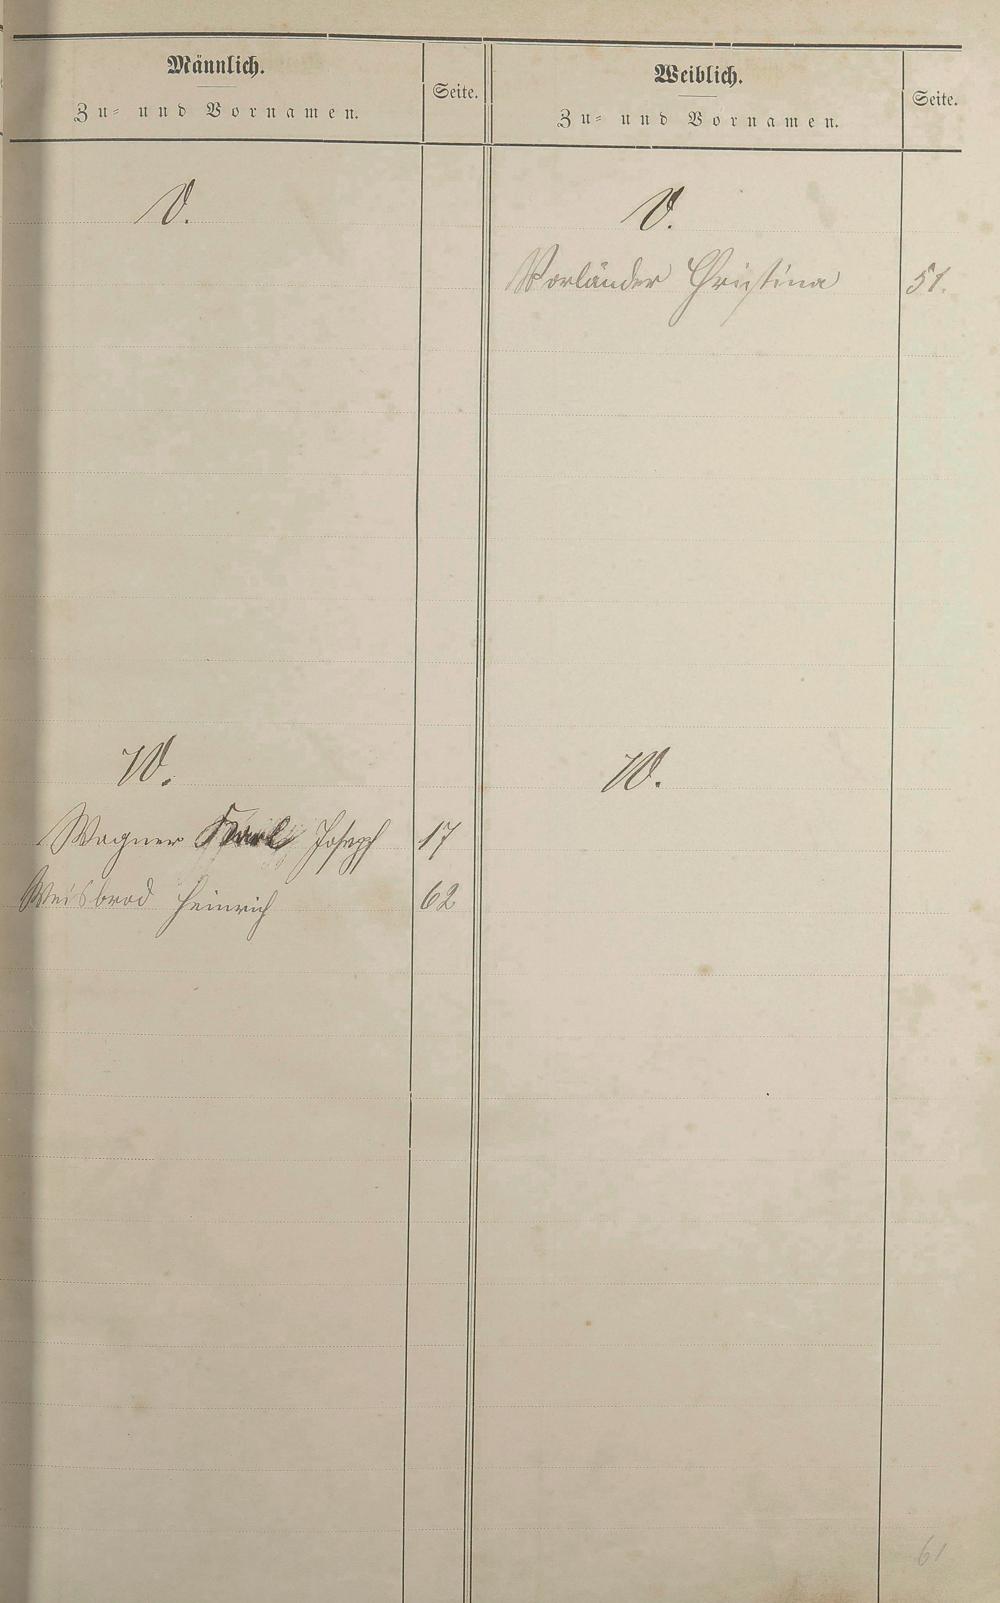 Männlich.
Zu- und Vornamen.
Seite.
Weiblich.
Zu- und Vornamen.
Seite.
V.
V.
Vorländer Christina 51.
W.
W.
Wagner Karl Joseph 17
Weisbrod Heinrich 62
61